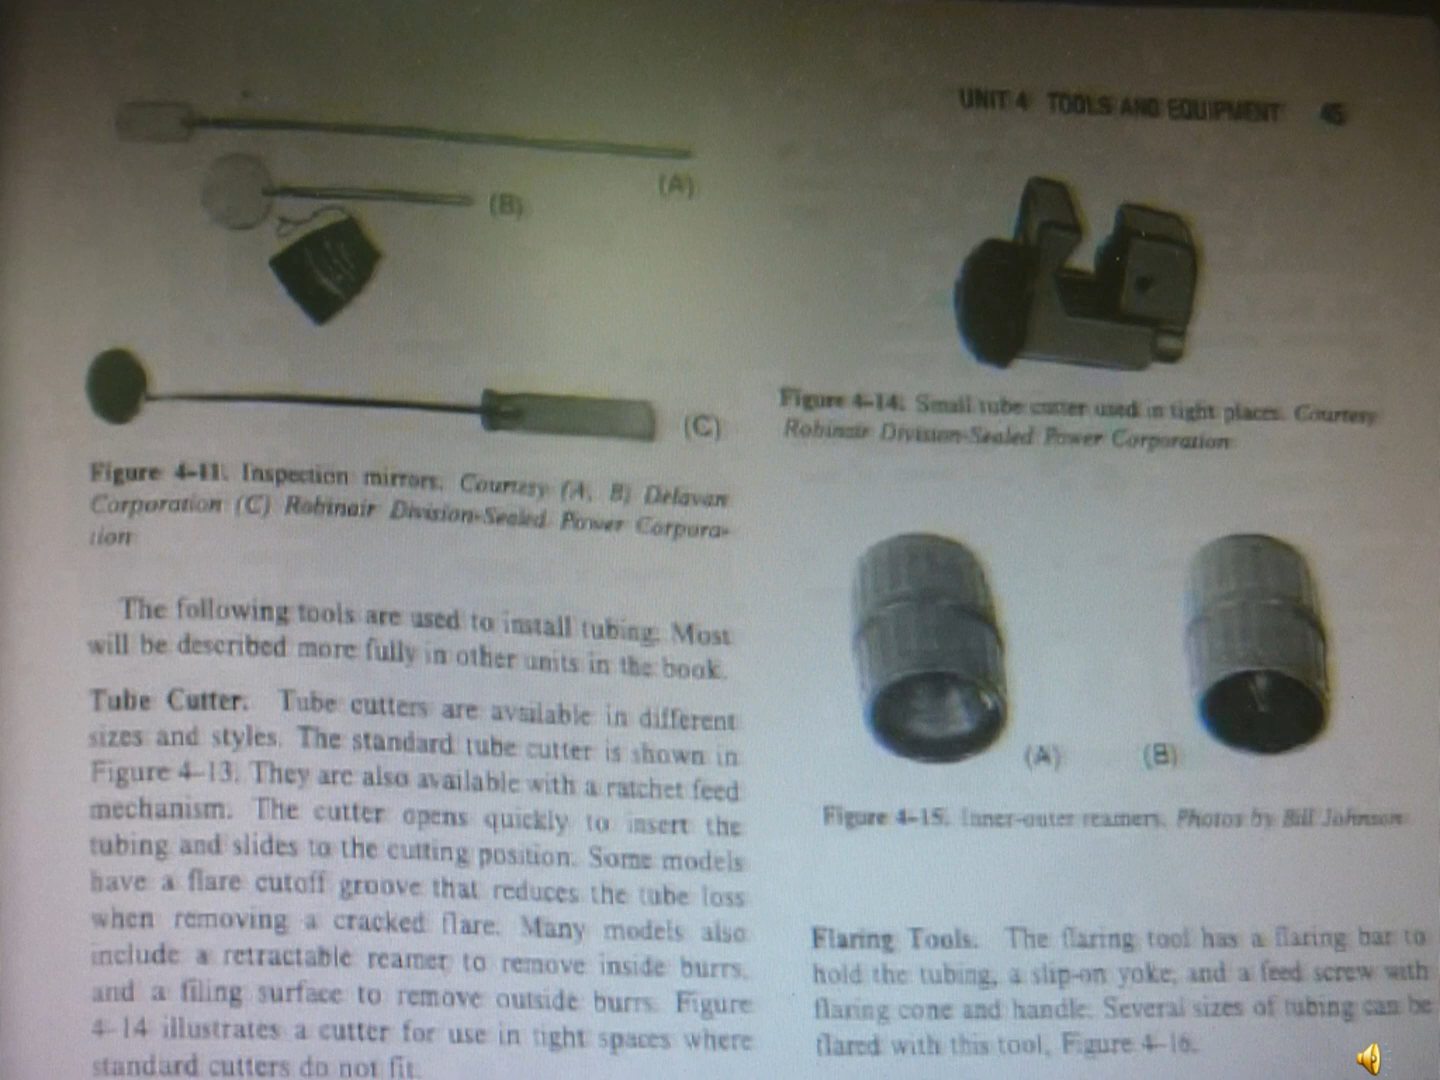 UNIT 4 TOOLS AND EQUIPMENT 45
(A)
(B)
(C)
Figure 4-11. Inspection mirrors. Courtesy (A, B) Delavan
Corporation (C) Robinair Division-Sealed Power Corpora-
tion
The following tools are used to install tubing. Most
will be described more fully in other units in the book.
Tube Cutter. Tube cutters are available in different
sizes and styles. The standard tube cutter is shown in
Figure 4-13. They are also available with a ratchet feed
mechanism. The cutter opens quickly to insert the
tubing and slides to the cutting position. Some models
have a flare cutoff groove that reduces the tube loss
when removing a cracked flare. Many models also
include a retractable reamer to remove inside burrs,
and a filing surface to remove outside burrs. Figure
4-14 illustrates a cutter for use in tight spaces where
standard cutters do not fit.
Figure 4-14. Small tube cutter used in tight places. Courtesy
Robinair Division-Sealed Power Corporation
(A)
(B)
Figure 4-15. Inner-outer reamers. Photos by Bill Johnson
Flaring Tools. The flaring tool has a flaring bar to
hold the tubing, a slip-on yoke, and a feed screw with
flaring cone and handle. Several sizes of tubing can be
flared with this tool, Figure 4-16.